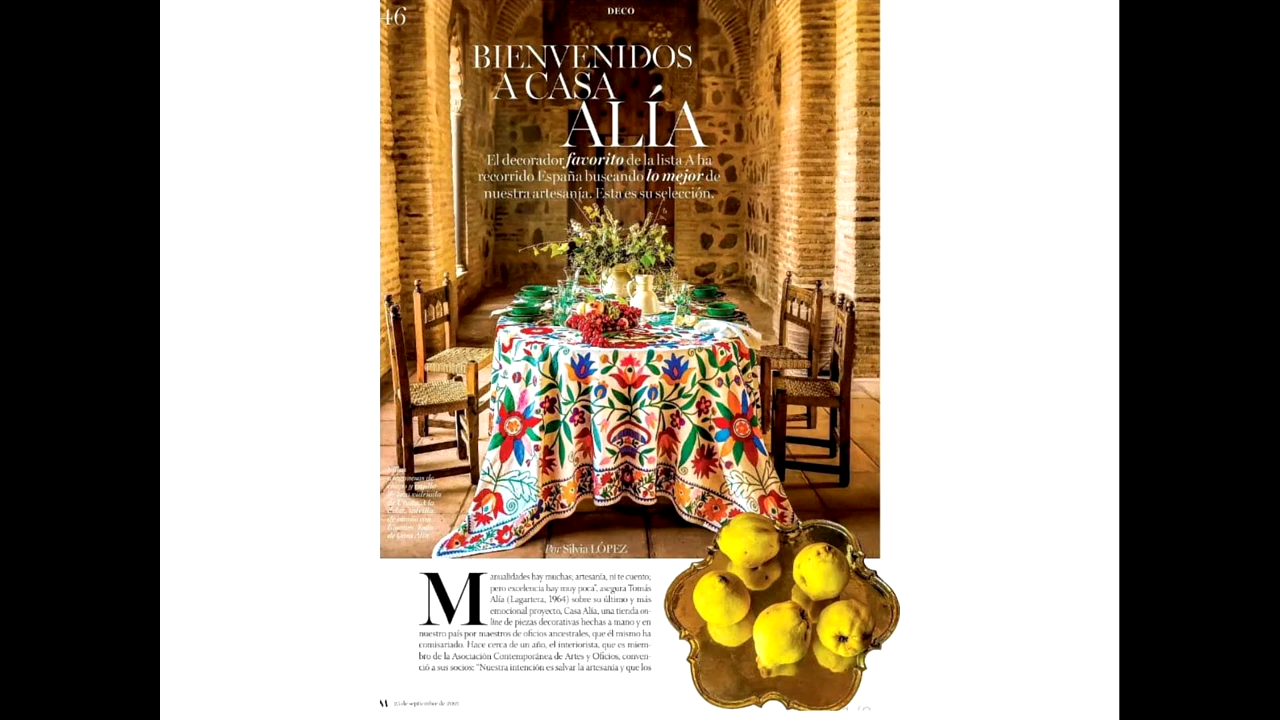 46
DECO
BIENVENIDOS
A CASA
ALÍA
El decorador favorito de la lista A ha
recorrido España buscando lo mejor de
nuestra artesanía. Esta es su selección.
Por Silvia LÓPEZ
Manualidades hay muchas; artesanía, ni te cuento;
pero excelencia hay muy poca", asegura Tomás
Alía (Lagartera, 1964) sobre su último y más
emocional proyecto, Casa Alía, una tienda on-
line de piezas decorativas hechas a mano y en
nuestro país por maestros de oficios ancestrales, que él mismo ha
comisariado. Hace cerca de un año, el interiorista, que es miem-
bro de la Asociación Contemporánea de Artes y Oficios, conven-
ció a sus socios: "Nuestra intención es salvar la artesanía y que los
de septiembre de